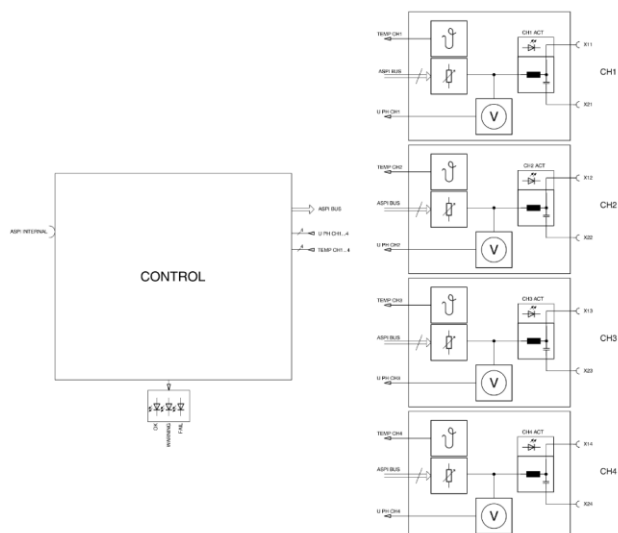 ASPI INTERNAL
CONTROL
ASPI BUS
4
U PH CH1...4
4
TEMP CH1...4
OK
WARNING
FAIL
TEMP CH1
ϑ
CH1 ACT
X11
ASPI BUS
CH1
U PH CH1
V
X21
TEMP CH2
ϑ
CH2 ACT
X12
ASPI BUS
CH2
U PH CH2
V
X22
TEMP CH3
ϑ
CH3 ACT
X13
ASPI BUS
CH3
U PH CH3
V
X23
TEMP CH4
ϑ
CH4 ACT
X14
ASPI BUS
CH4
U PH CH4
V
X24